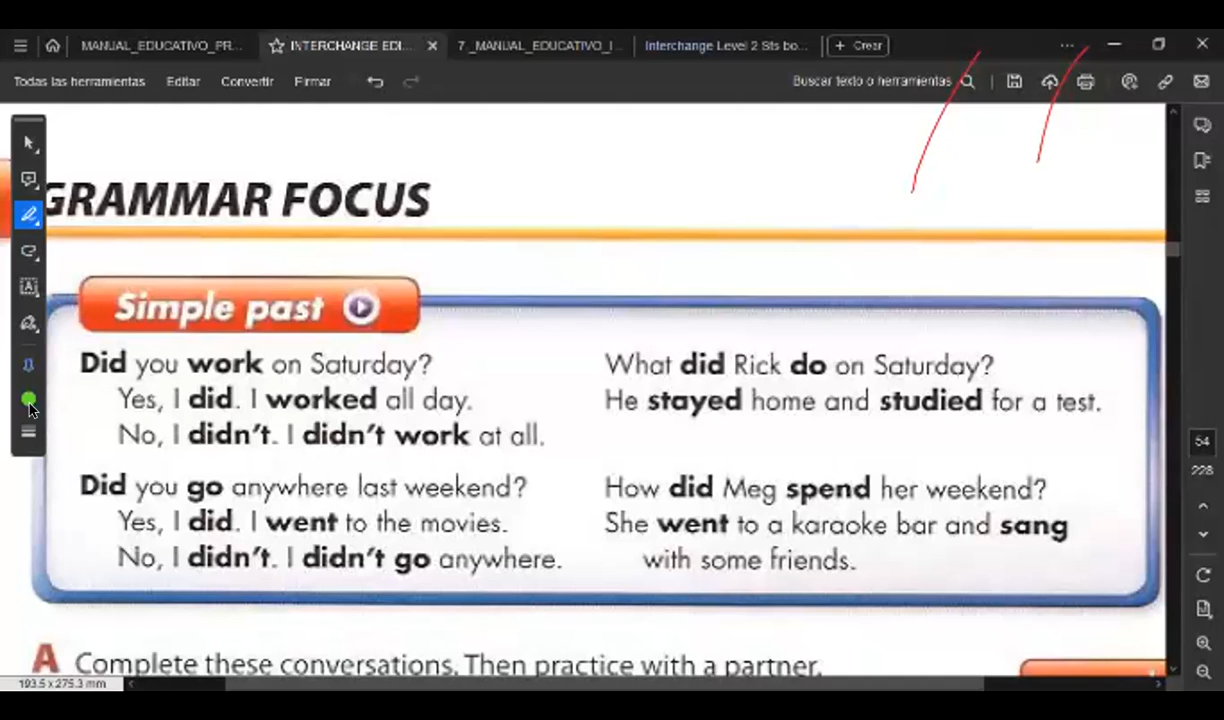 MANUAL_EDUCATIVO_PR...
INTERCHANGE EDI...
7_MANUAL_EDUCATIVO_I...
Interchange Level 2 Sts bo...
+ Crear
Todas las herramientas
Editar
Convertir
Firmar
Buscar texto o herramientas
GRAMMAR FOCUS
Simple past
Did you work on Saturday?
Yes, I did. I worked all day.
No, I didn't. I didn't work at all.
Did you go anywhere last weekend?
Yes, I did. I went to the movies.
No, I didn't. I didn't go anywhere.
What did Rick do on Saturday?
He stayed home and studied for a test.
How did Meg spend her weekend?
She went to a karaoke bar and sang
with some friends.
A Complete these conversations. Then practice with a partner.
54
228
193.5 x 275.3 mm